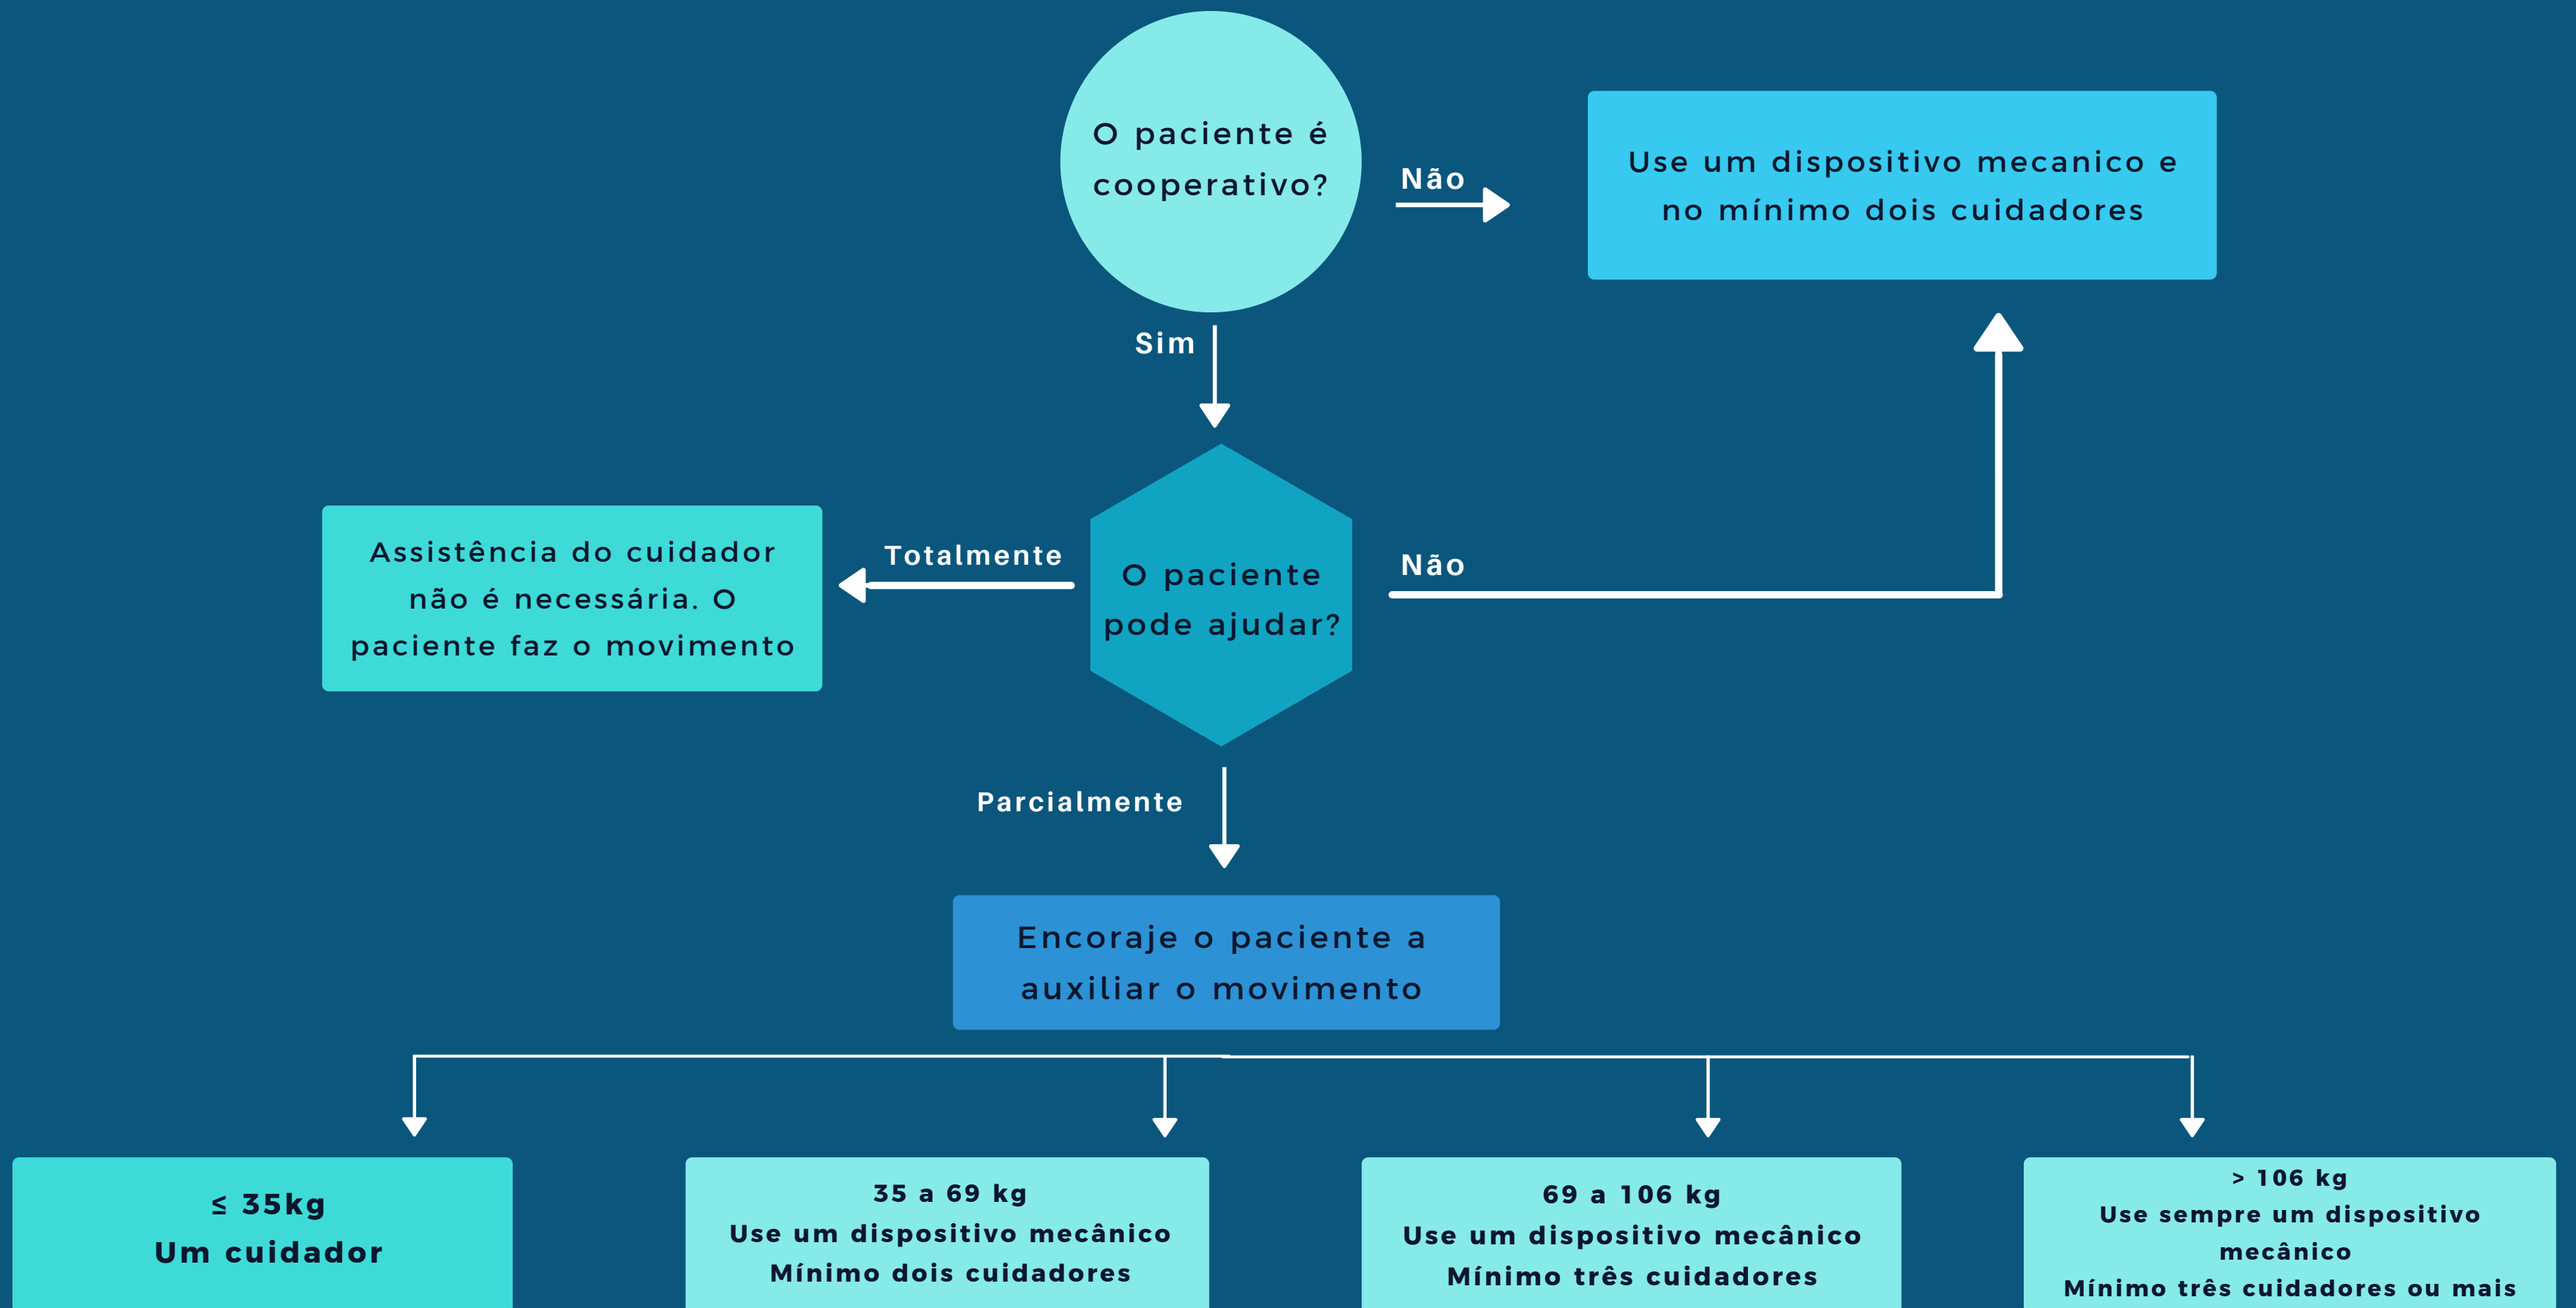 O paciente é
cooperativo?
Não
Use um dispositivo mecanico e
no mínimo dois cuidadores
Sim
Assistência do cuidador
não é necessária. O
paciente faz o movimento
Totalmente
O paciente
pode ajudar?
Não
Parcialmente
Encoraje o paciente a
auxiliar o movimento
≤ 35kg
Um cuidador
35 a 69 kg
Use um dispositivo mecânico
Mínimo dois cuidadores
69 a 106 kg
Use um dispositivo mecânico
Mínimo três cuidadores
> 106 kg
Use sempre um dispositivo
mecânico
Mínimo três cuidadores ou mais